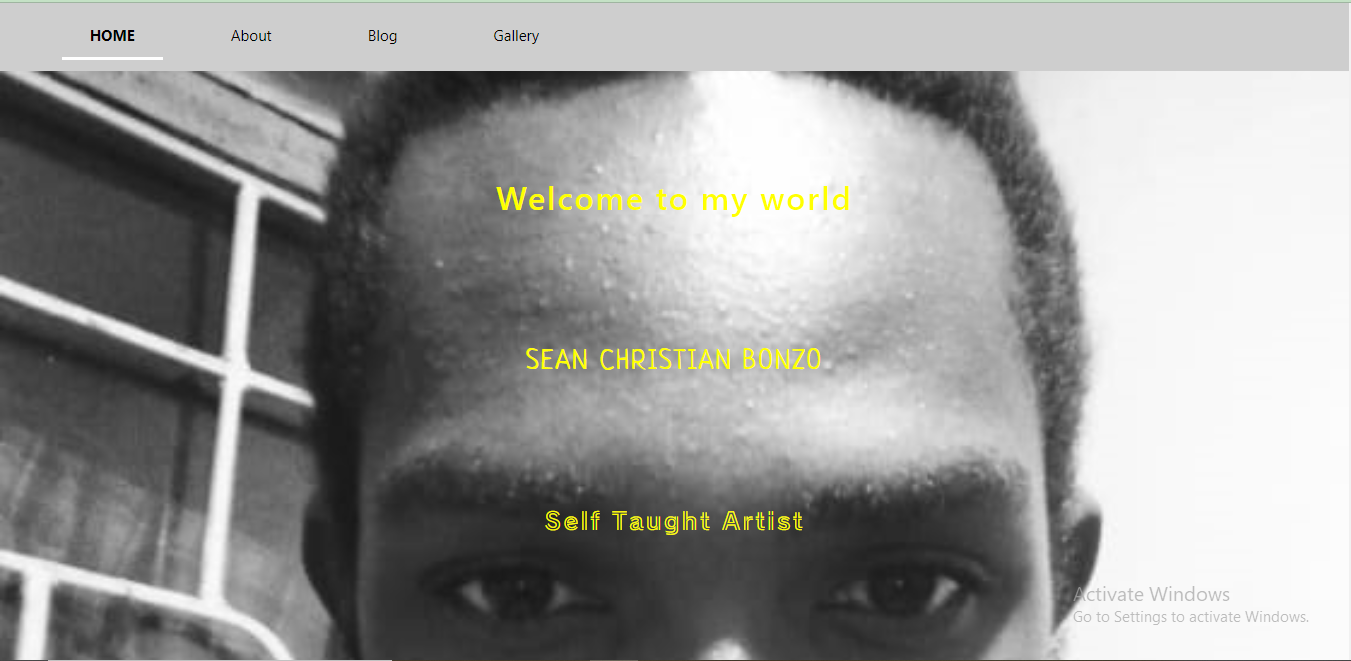 HOME About Blog Gallery
Welcome to my world
SEAN CHRISTIAN BONZO
Self Taught Artist
Activate Windows
Go to Settings to activate Windows.